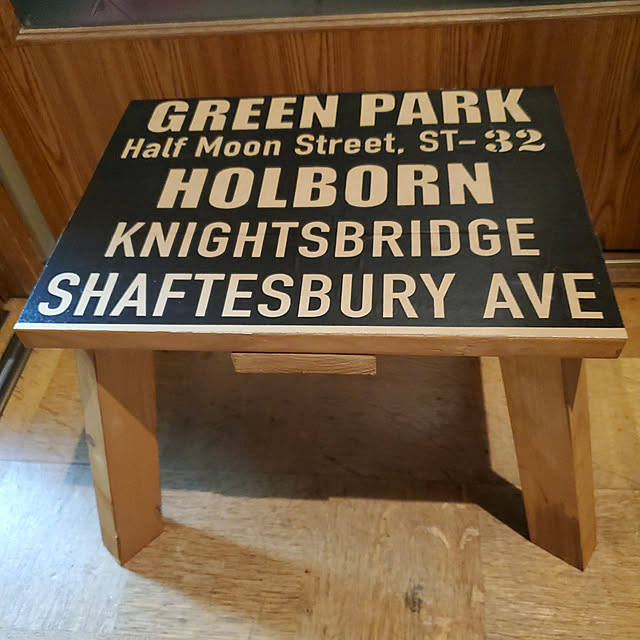 GREEN PARK
Half Moon Street, ST-32
HOLBORN
KNIGHTSBRIDGE
SHAFTESBURY AVE